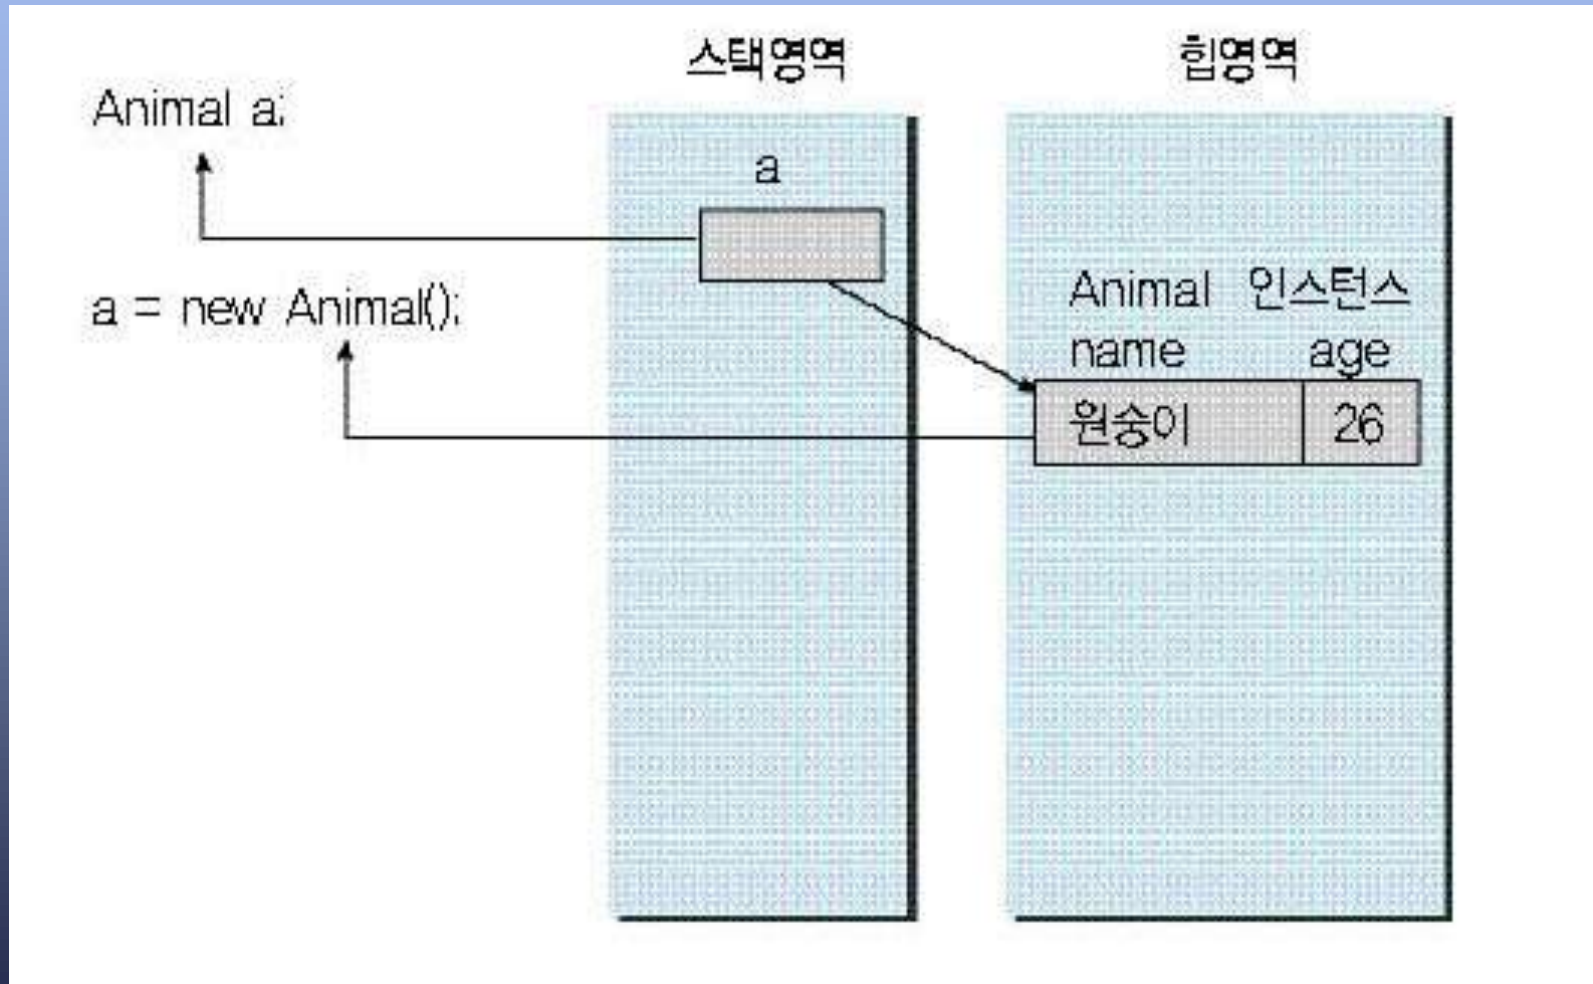 스택영역
힙영역
Animal a;
a
a = new Animal();
Animal 인스턴스
name age
원숭이 26